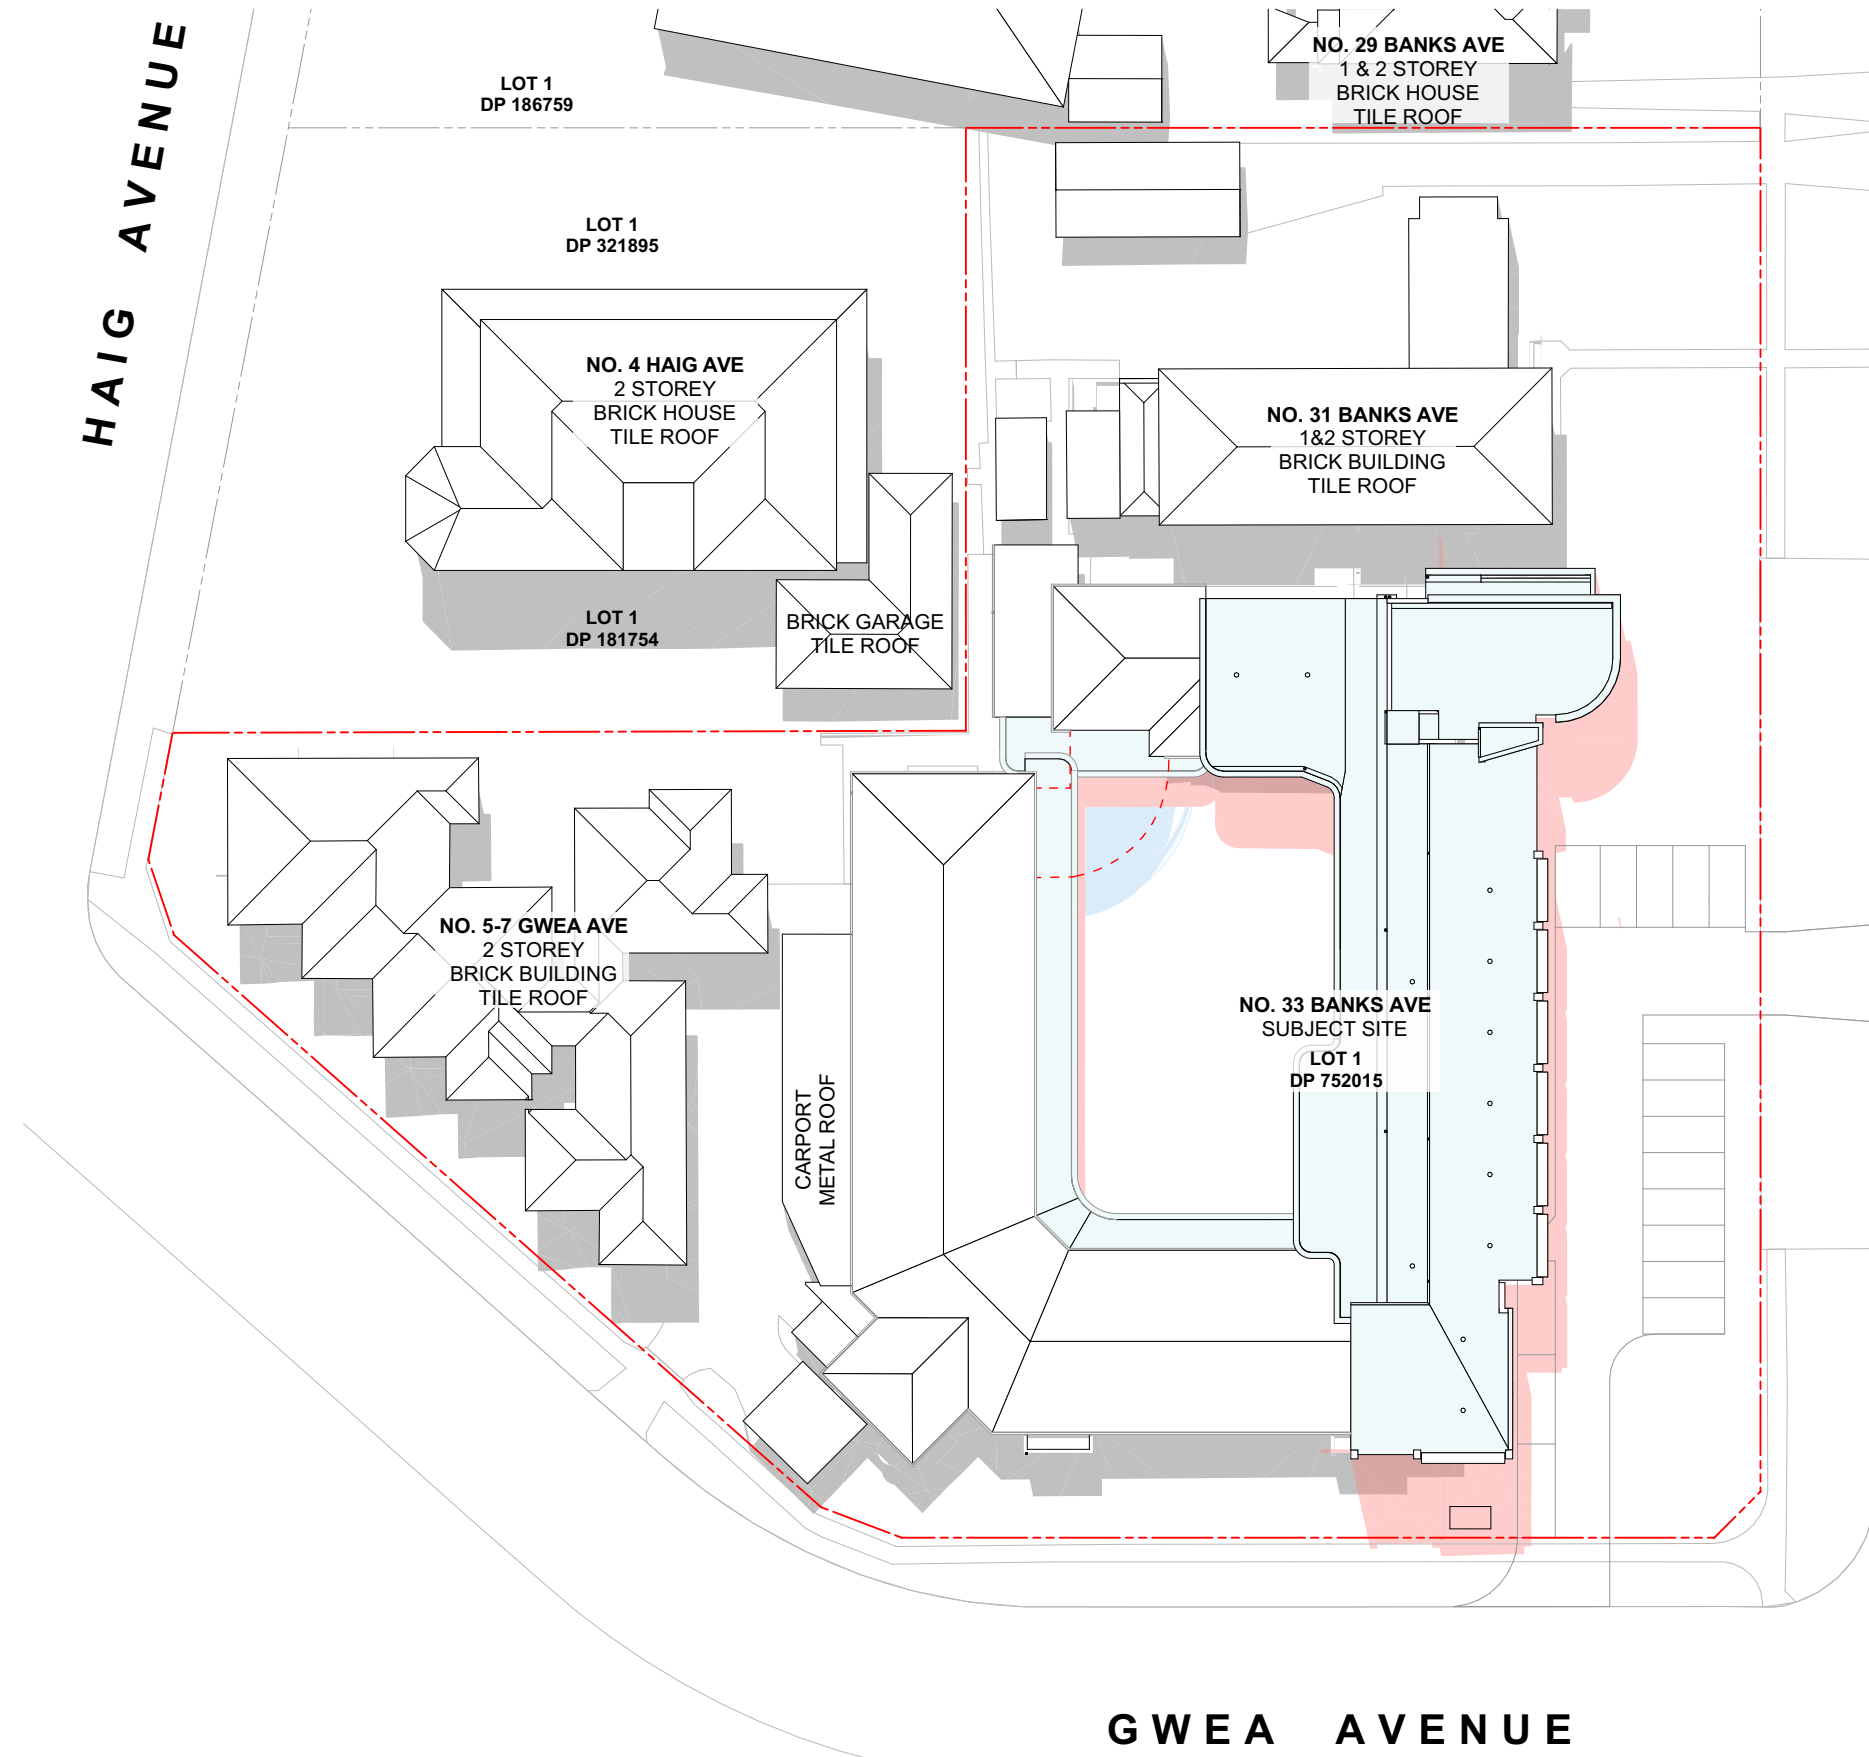 HAIG AVENUE
LOT 1
DP 186759
NO. 29 BANKS AVE
1 & 2 STOREY
BRICK HOUSE
TILE ROOF
LOT 1
DP 321895
NO. 4 HAIG AVE
2 STOREY
BRICK HOUSE
TILE ROOF
NO. 31 BANKS AVE
1&2 STOREY
BRICK BUILDING
TILE ROOF
LOT 1
DP 181754
BRICK GARAGE
TILE ROOF
NO. 5-7 GWEA AVE
2 STOREY
BRICK BUILDING
TILE ROOF
CARPORT
METAL ROOF
NO. 33 BANKS AVE
SUBJECT SITE
LOT 1
DP 752015
GWEA AVENUE